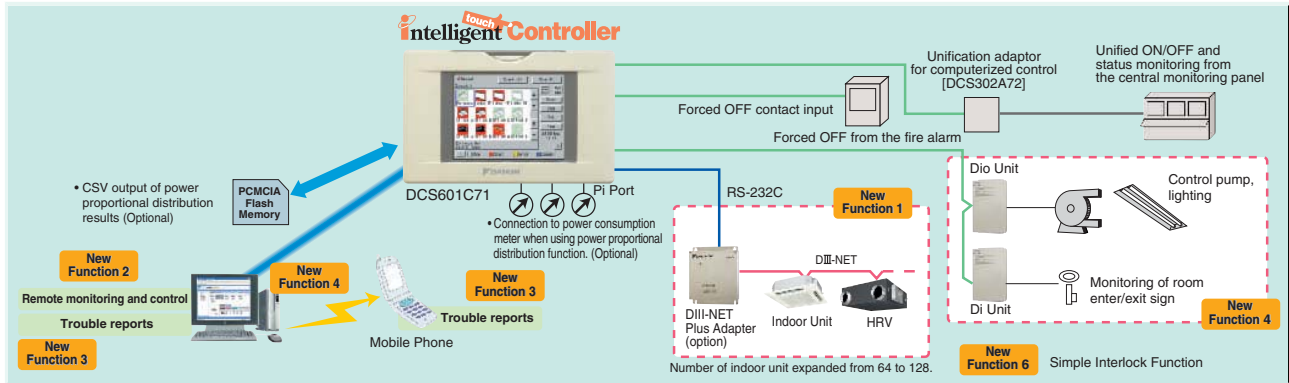 intelligent touch Controller
DAIKIN
DCS601C71
Pi Port
• Connection to power consumption
meter when using power proportional
distribution function. (Optional)
• CSV output of power
proportional distribution
results (Optional)
PCMCIA
Flash
Memory
New
Function 2
Remote monitoring and control
Trouble reports
New
Function 3
New
Function 4
Mobile Phone
New
Function 3
Trouble reports
Forced OFF contact input
Forced OFF from the fire alarm
Unification adaptor
for computerized control
[DCS302A72]
Unified ON/OFF and
status monitoring from
the central monitoring panel
RS-232C
New
Function 1
DIII-NET
DIII-NET
Plus Adapter
(option)
Indoor Unit
HRV
Number of indoor unit expanded from 64 to 128.
Dio Unit
Control pump,
lighting
Di Unit
Monitoring of room
enter/exit sign
New
Function 4
New
Function 6
Simple Interlock Function